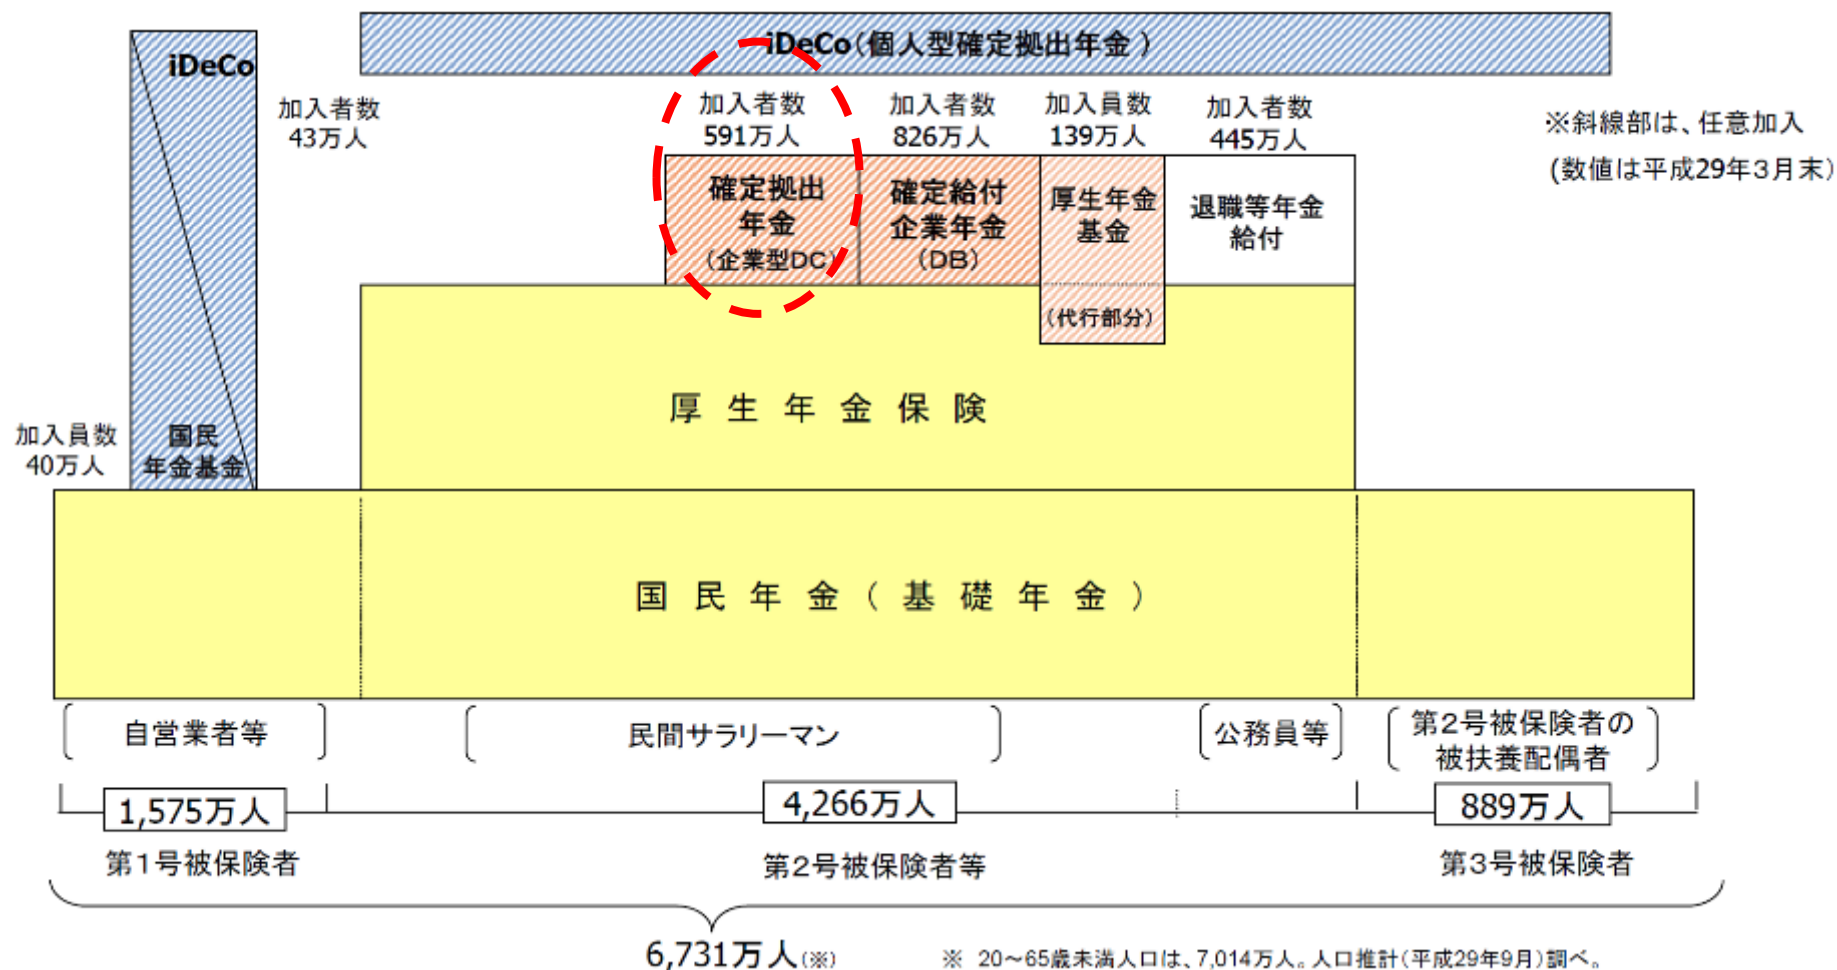 iDeCo(個人型確定拠出年金 )
iDeCo
加入者数
43万人
加入者数
591万人
加入者数
826万人
加入員数
139万人
加入者数
445万人
※斜線部は、任意加入
(数値は平成29年3月末)
確定拠出
年金
(企業型DC)
確定給付
企業年金
(DB)
厚生年金
基金
(代行部分)
退職等年金
給付
厚生年金保険
加入員数
40万人
国民
年金基金
国民年金(基礎年金)
自営業者等
民間サラリーマン
公務員等
第2号被保険者の
被扶養配偶者
1,575万人
4,266万人
889万人
第1号被保険者
第2号被保険者等
第3号被保険者
6,731万人(※)
※ 20~65歳未満人口は、7,014万人。人口推計(平成29年9月)調べ。